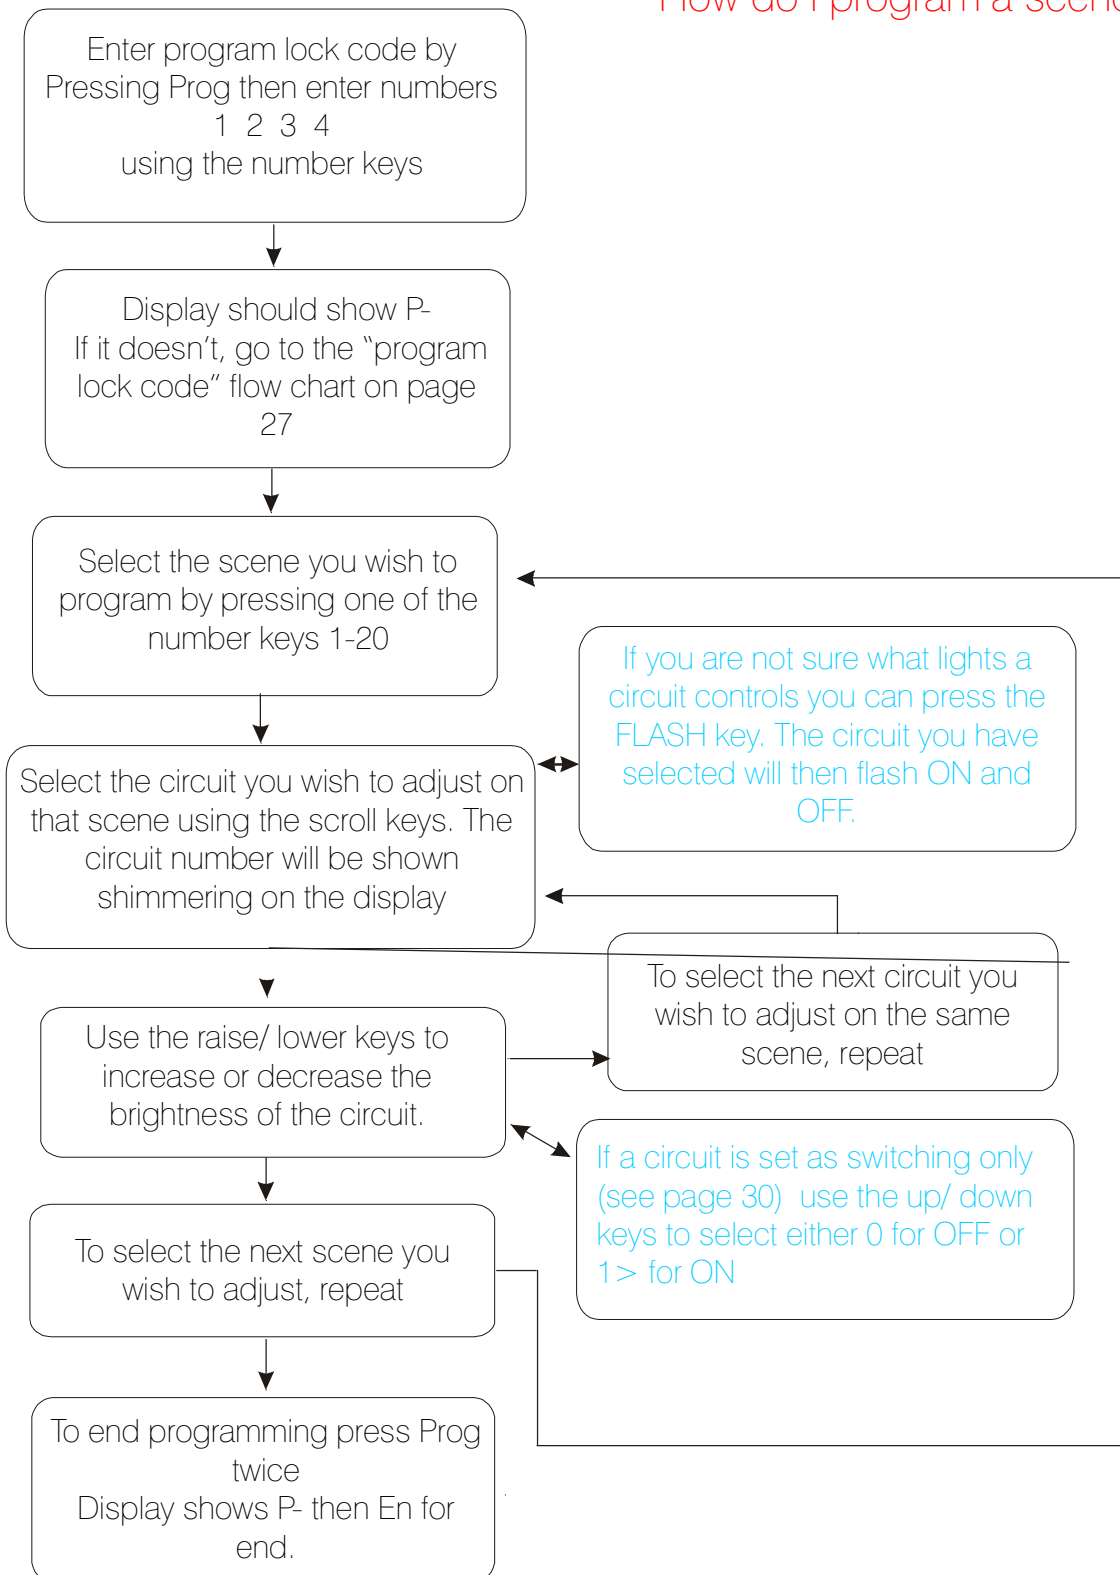 How do I program a scene
Enter program lock code by
Pressing Prog then enter numbers
1 2 3 4
using the number keys
Display should show P-
If it doesn't, go to the “program
lock code” flow chart on page
27
Select the scene you wish to
program by pressing one of the
number keys 1-20
If you are not sure what lights a
circuit controls you can press the
FLASH key. The circuit you have
selected will then flash ON and
OFF.
Select the circuit you wish to adjust on
that scene using the scroll keys. The
circuit number will be shown
shimmering on the display
To select the next circuit you
wish to adjust on the same
scene, repeat
Use the raise/ lower keys to
increase or decrease the
brightness of the circuit.
If a circuit is set as switching only
(see page 30) use the up/ down
keys to select either 0 for OFF or
1> for ON
To select the next scene you
wish to adjust, repeat
To end programming press Prog
twice
Display shows P- then En for
end.